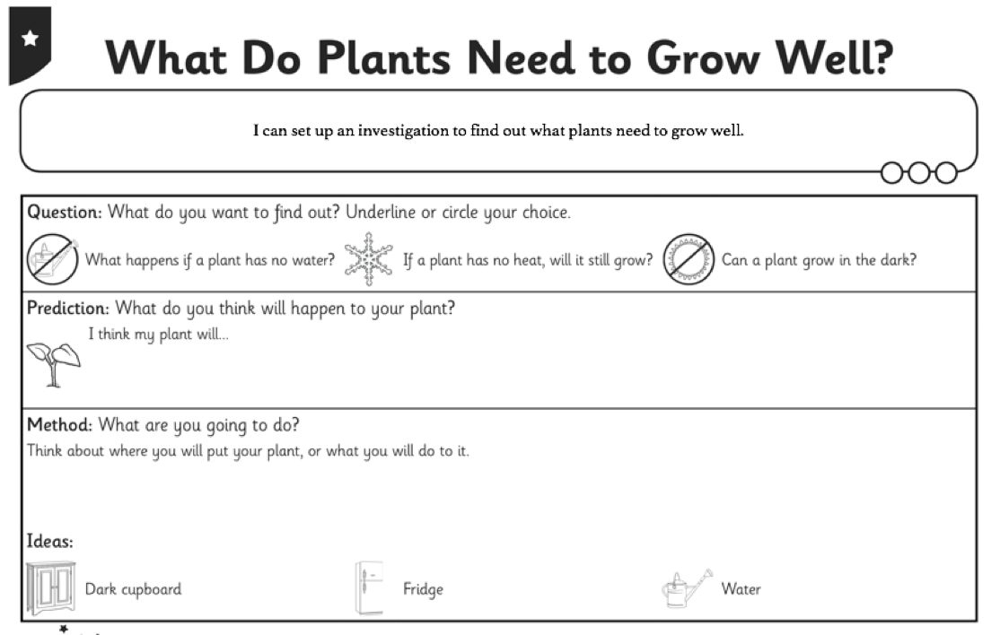 What Do Plants Need to Grow Well?
I can set up an investigation to find out what plants need to grow well.
Question: What do you want to find out? Underline or circle your choice.
What happens if a plant has no water? If a plant has no heat, will it still grow? Can a plant grow in the dark?
Prediction: What do you think will happen to your plant?
I think my plant will...
Method: What are you going to do?
Think about where you will put your plant, or what you will do to it.
Ideas:
Dark cupboard Fridge Water